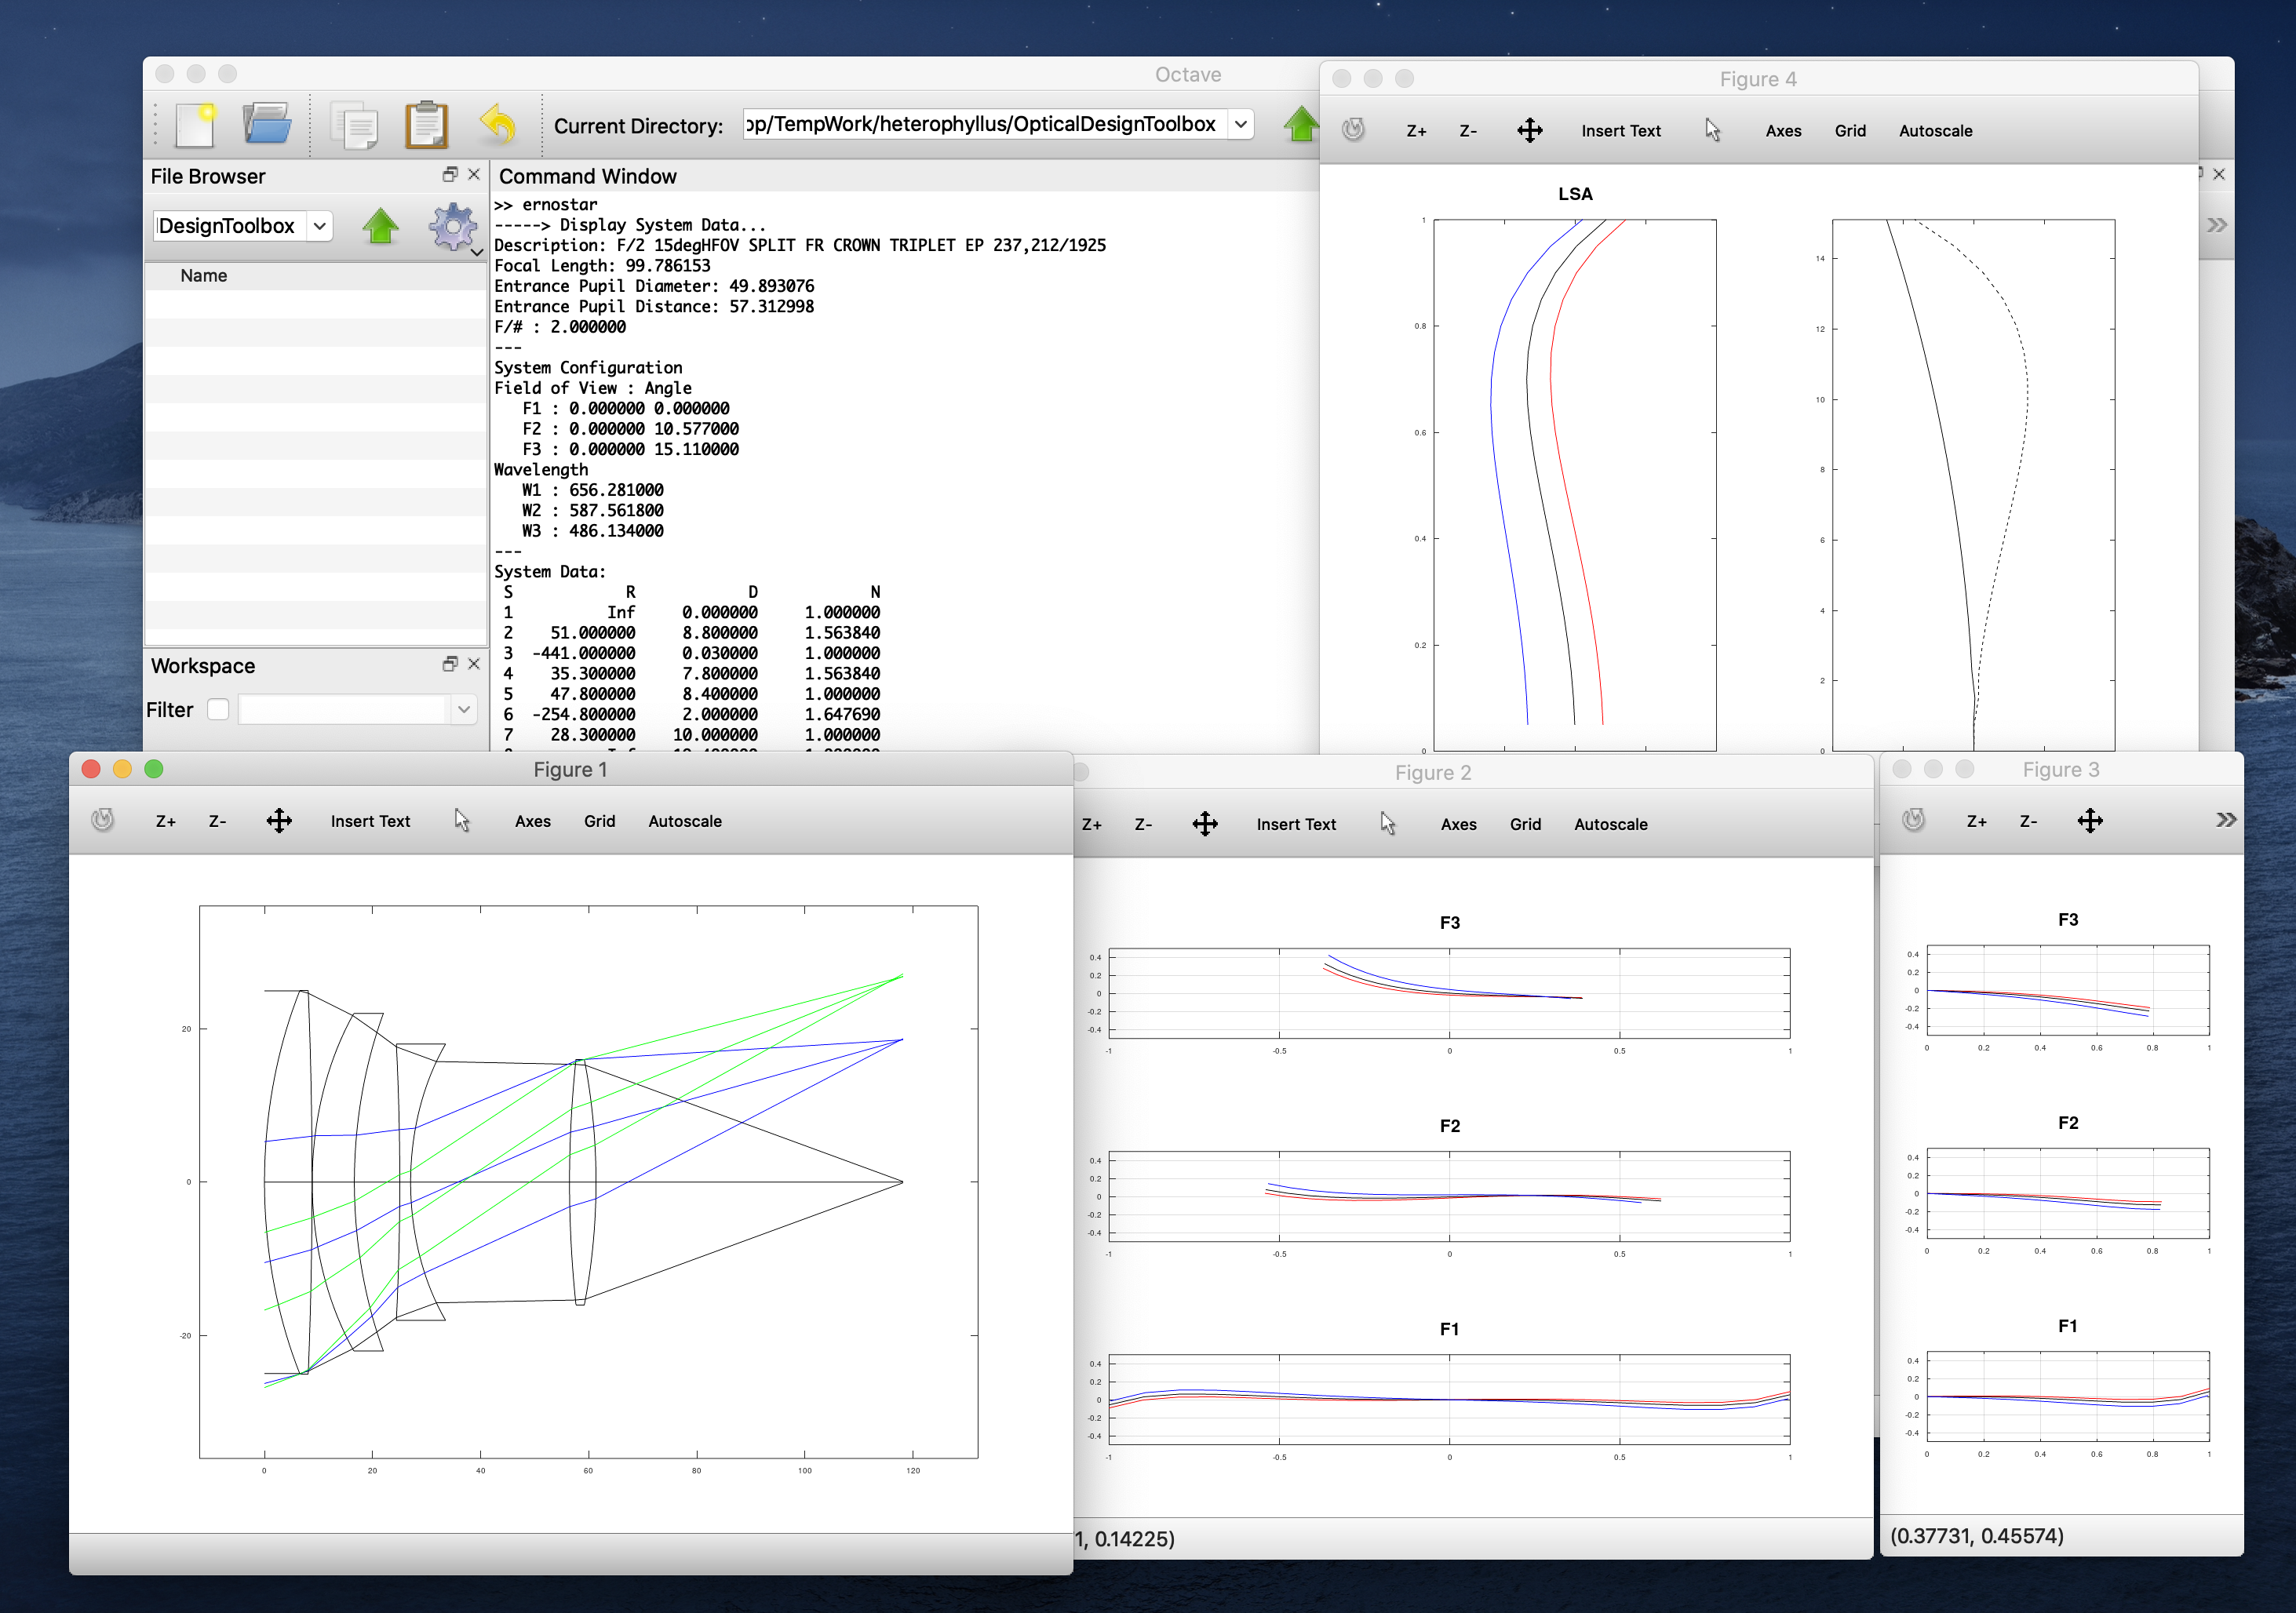 Octave
Current Directory:
op/TempWork/heterophyllus/OpticalDesignToolbox
File Browser
DesignToolbox
Name
Workspace
Filter
Command Window
>> ernostar
-----> Display System Data...
Description: F/2 15degHFOV SPLIT FR CROWN TRIPLET EP 237,212/1925
Focal Length: 99.786153
Entrance Pupil Diameter: 49.893076
Entrance Pupil Distance: 57.312998
F/# : 2.000000
---
System Configuration
Field of View : Angle
F1 : 0.000000 0.000000
F2 : 0.000000 10.577000
F3 : 0.000000 15.110000
Wavelength
W1 : 656.281000
W2 : 587.561800
W3 : 486.134000
---
System Data:
S R D N
1 Inf 0.000000 1.000000
2 51.000000 8.800000 1.563840
3 -441.000000 0.030000 1.000000
4 35.300000 7.800000 1.563840
5 47.800000 8.400000 1.000000
6 -254.800000 2.000000 1.647690
7 28.300000 10.000000 1.000000
Figure 4
Z+ Z- Insert Text Axes Grid Autoscale
LSA
1
0.8
0.6
0.4
0.2
0
14
12
10
8
6
4
2
0
Figure 1
Z+ Z- Insert Text Axes Grid Autoscale
20
0
-20
0 20 40 60 80 100 120
Figure 2
Z+ Z- Insert Text Axes Grid Autoscale
F3
0.4
0.2
0
-0.2
-0.4
-1 -0.5 0 0.5 1
F2
0.4
0.2
0
-0.2
-0.4
-1 -0.5 0 0.5 1
F1
0.4
0.2
0
-0.2
-0.4
-1 -0.5 0 0.5 1
1, 0.14225)
Figure 3
Z+ Z-
F3
0.4
0.2
0
-0.2
-0.4
0 0.2 0.4 0.6 0.8 1
F2
0.4
0.2
0
-0.2
-0.4
0 0.2 0.4 0.6 0.8 1
F1
0.4
0.2
0
-0.2
-0.4
0 0.2 0.4 0.6 0.8 1
(0.37731, 0.45574)